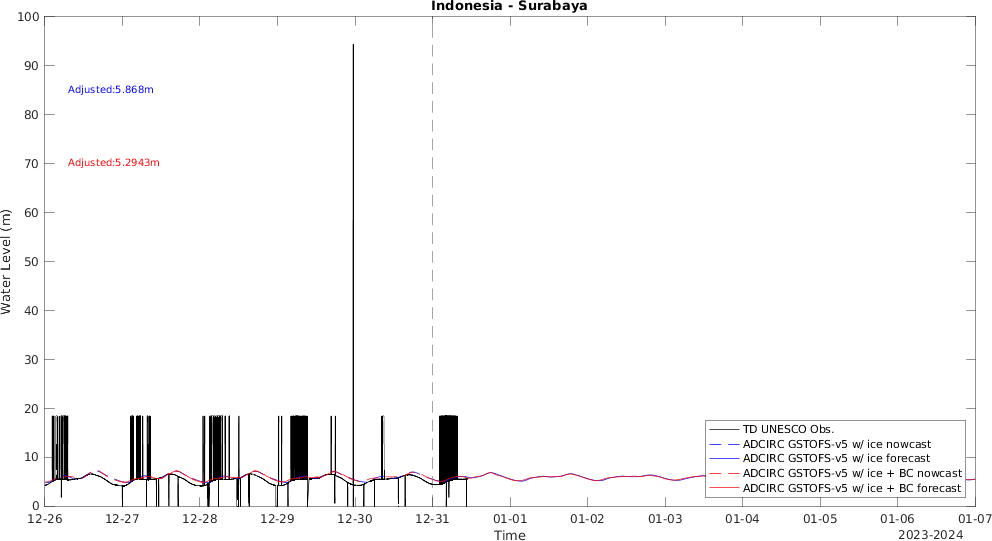 Indonesia - Surabaya
100
90
80
70
60
50
40
30
20
10
0
Water Level (m)
Adjusted:5.868m
Adjusted:5.2943m
TD UNESCO Obs.
ADCIRC GSTOFS-v5 w/ ice nowcast
ADCIRC GSTOFS-v5 w/ ice forecast
ADCIRC GSTOFS-v5 w/ ice + BC nowcast
ADCIRC GSTOFS-v5 w/ ice + BC forecast
12-26 12-27 12-28 12-29 12-30 12-31 01-01 01-02 01-03 01-04 01-05 01-06 01-07
Time
2023-2024